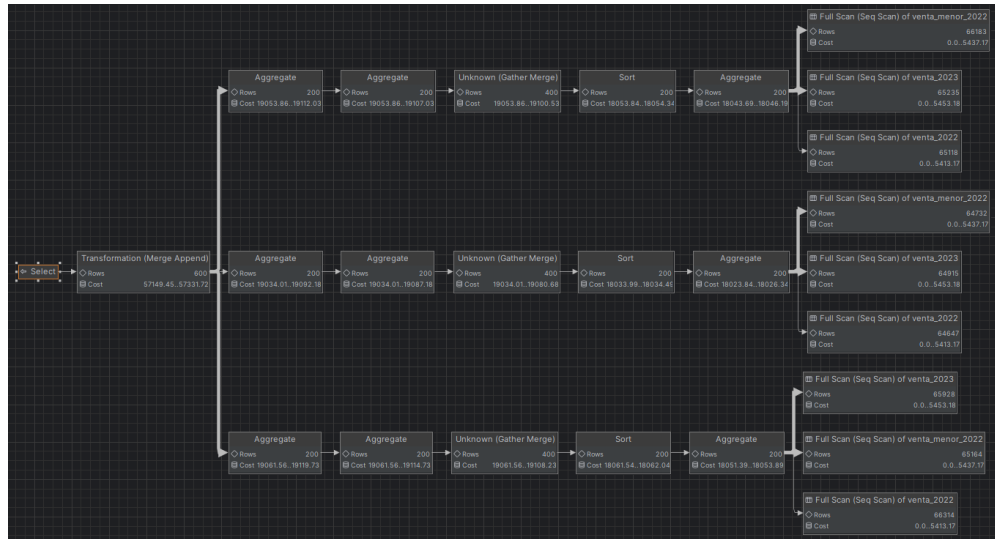 Full Scan (Seq Scan) of venta_menor_2022
Rows 66183
Cost 0.0..5437.17
Aggregate
Rows 200
Cost 19053.86..19112.03
Aggregate
Rows 200
Cost 19053.86..19107.03
Unknown (Gather Merge)
Rows 400
Cost 19053.86..19100.53
Sort
Rows 200
Cost 18053.84..18054.34
Aggregate
Rows 200
Cost 18043.69..18046.19
Full Scan (Seq Scan) of venta_2023
Rows 65235
Cost 0.0..5453.18
Full Scan (Seq Scan) of venta_2022
Rows 65118
Cost 0.0..5413.17
Full Scan (Seq Scan) of venta_menor_2022
Rows 64732
Cost 0.0..5437.17
Select
Transformation (Merge Append)
Rows 600
Cost 57149.45..57331.72
Aggregate
Rows 200
Cost 19034.01..19092.18
Aggregate
Rows 200
Cost 19034.01..19087.18
Unknown (Gather Merge)
Rows 400
Cost 19034.01..19080.68
Sort
Rows 200
Cost 18033.99..18034.49
Aggregate
Rows 200
Cost 18023.84..18026.34
Full Scan (Seq Scan) of venta_2023
Rows 64915
Cost 0.0..5453.18
Full Scan (Seq Scan) of venta_2022
Rows 64647
Cost 0.0..5413.17
Full Scan (Seq Scan) of venta_2023
Rows 65928
Cost 0.0..5453.18
Aggregate
Rows 200
Cost 19061.56..19119.73
Aggregate
Rows 200
Cost 19061.56..19114.73
Unknown (Gather Merge)
Rows 400
Cost 19061.56..19108.23
Sort
Rows 200
Cost 18061.54..18062.04
Aggregate
Rows 200
Cost 18051.39..18053.89
Full Scan (Seq Scan) of venta_menor_2022
Rows 65164
Cost 0.0..5437.17
Full Scan (Seq Scan) of venta_2022
Rows 66314
Cost 0.0..5413.17